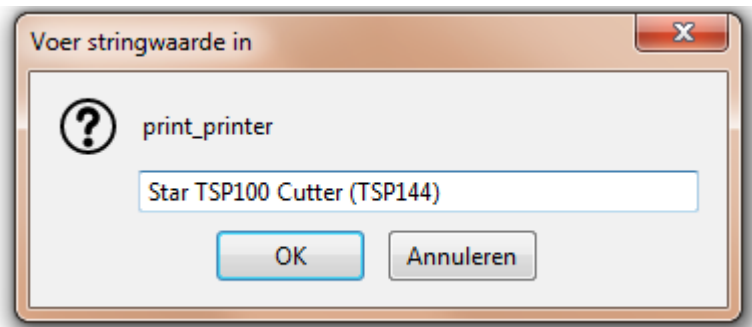 Voer stringwaarde in
print_printer
Star TSP100 Cutter (TSP144)
OK
Annuleren